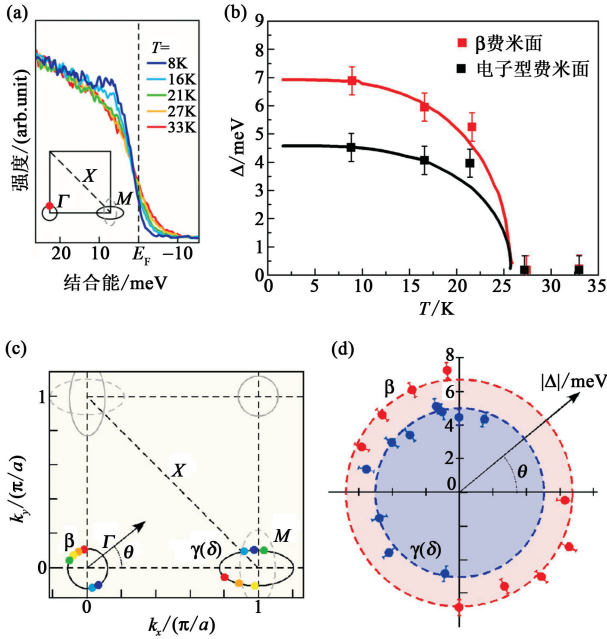 (a)
T=
8K
16K
21K
27K
33K
强度/(arb.unit)
X
Γ
M
20
10
E_F
−10
结合能/meV
(b)
β费米面
电子型费米面
Δ/meV
9
8
7
6
5
4
3
2
1
0
0
5
10
15
20
25
30
35
T/K
(c)
1
X
β
Γ
θ
γ(δ)
M
0
k_y/(π/a)
0
1
k_x/(π/a)
(d)
8
6
4
2
0
β
|Δ|/meV
θ
γ(δ)